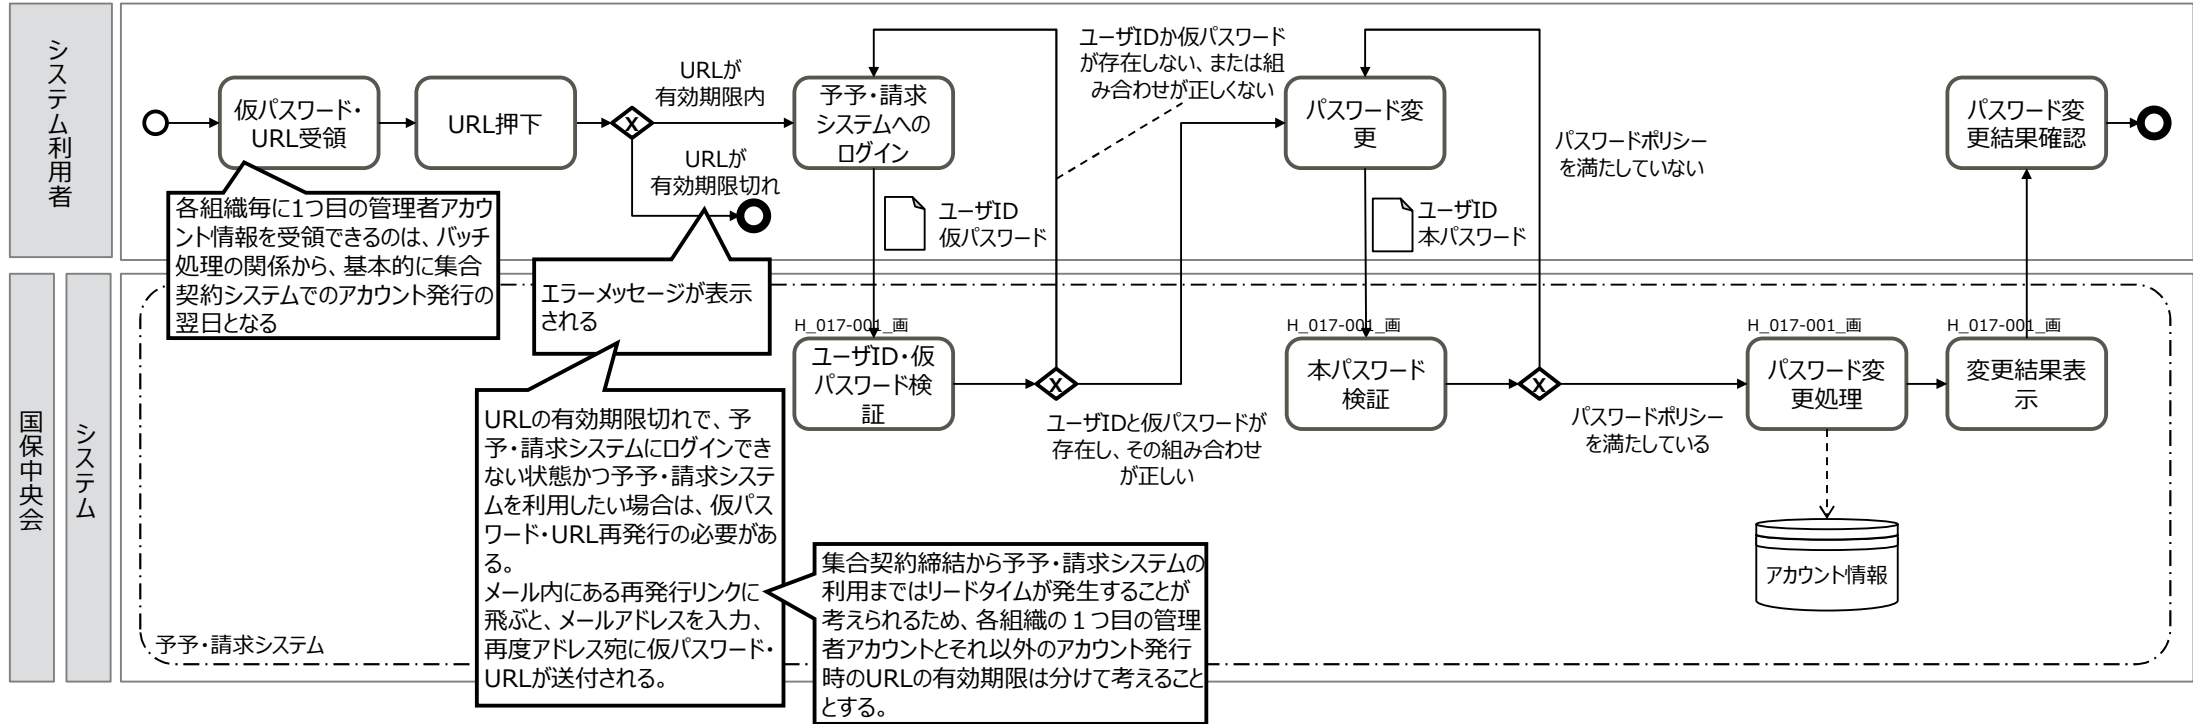 システム利用者
仮パスワード・
URL受領
URL押下
X
URLが
有効期限内
URLが
有効期限切れ
予予・請求
システムへの
ログイン
ユーザID
仮パスワード
ユーザIDか仮パスワード
が存在しない、または組
み合わせが正しくない
パスワード変
更
ユーザID
本パスワード
パスワードポリシー
を満たしていない
パスワード変
更結果確認
各組織毎に1つ目の管理者アカウ
ント情報を受領できるのは、バッチ
処理の関係から、基本的に集合
契約システムでのアカウント発行の
翌日となる
エラーメッセージが表示
される
国保中央会
システム
H_017-001_画
ユーザID・仮
パスワード検
証
X
ユーザIDと仮パスワードが
存在し、その組み合わせ
が正しい
H_017-001_画
本パスワード
検証
X
パスワードポリシー
を満たしている
H_017-001_画
パスワード変
更処理
H_017-001_画
変更結果表
示
アカウント情報
URLの有効期限切れで、予
予・請求システムにログインでき
ない状態かつ予予・請求システ
ムを利用したい場合は、仮パス
ワード・URL再発行の必要があ
る。
メール内にある再発行リンクに
飛ぶと、メールアドレスを入力、
再度アドレス宛に仮パスワード・
URLが送付される。
集合契約締結から予予・請求システムの
利用まではリードタイムが発生することが
考えられるため、各組織の１つ目の管理
者アカウントとそれ以外のアカウント発行
時のURLの有効期限は分けて考えること
とする。
予予・請求システム